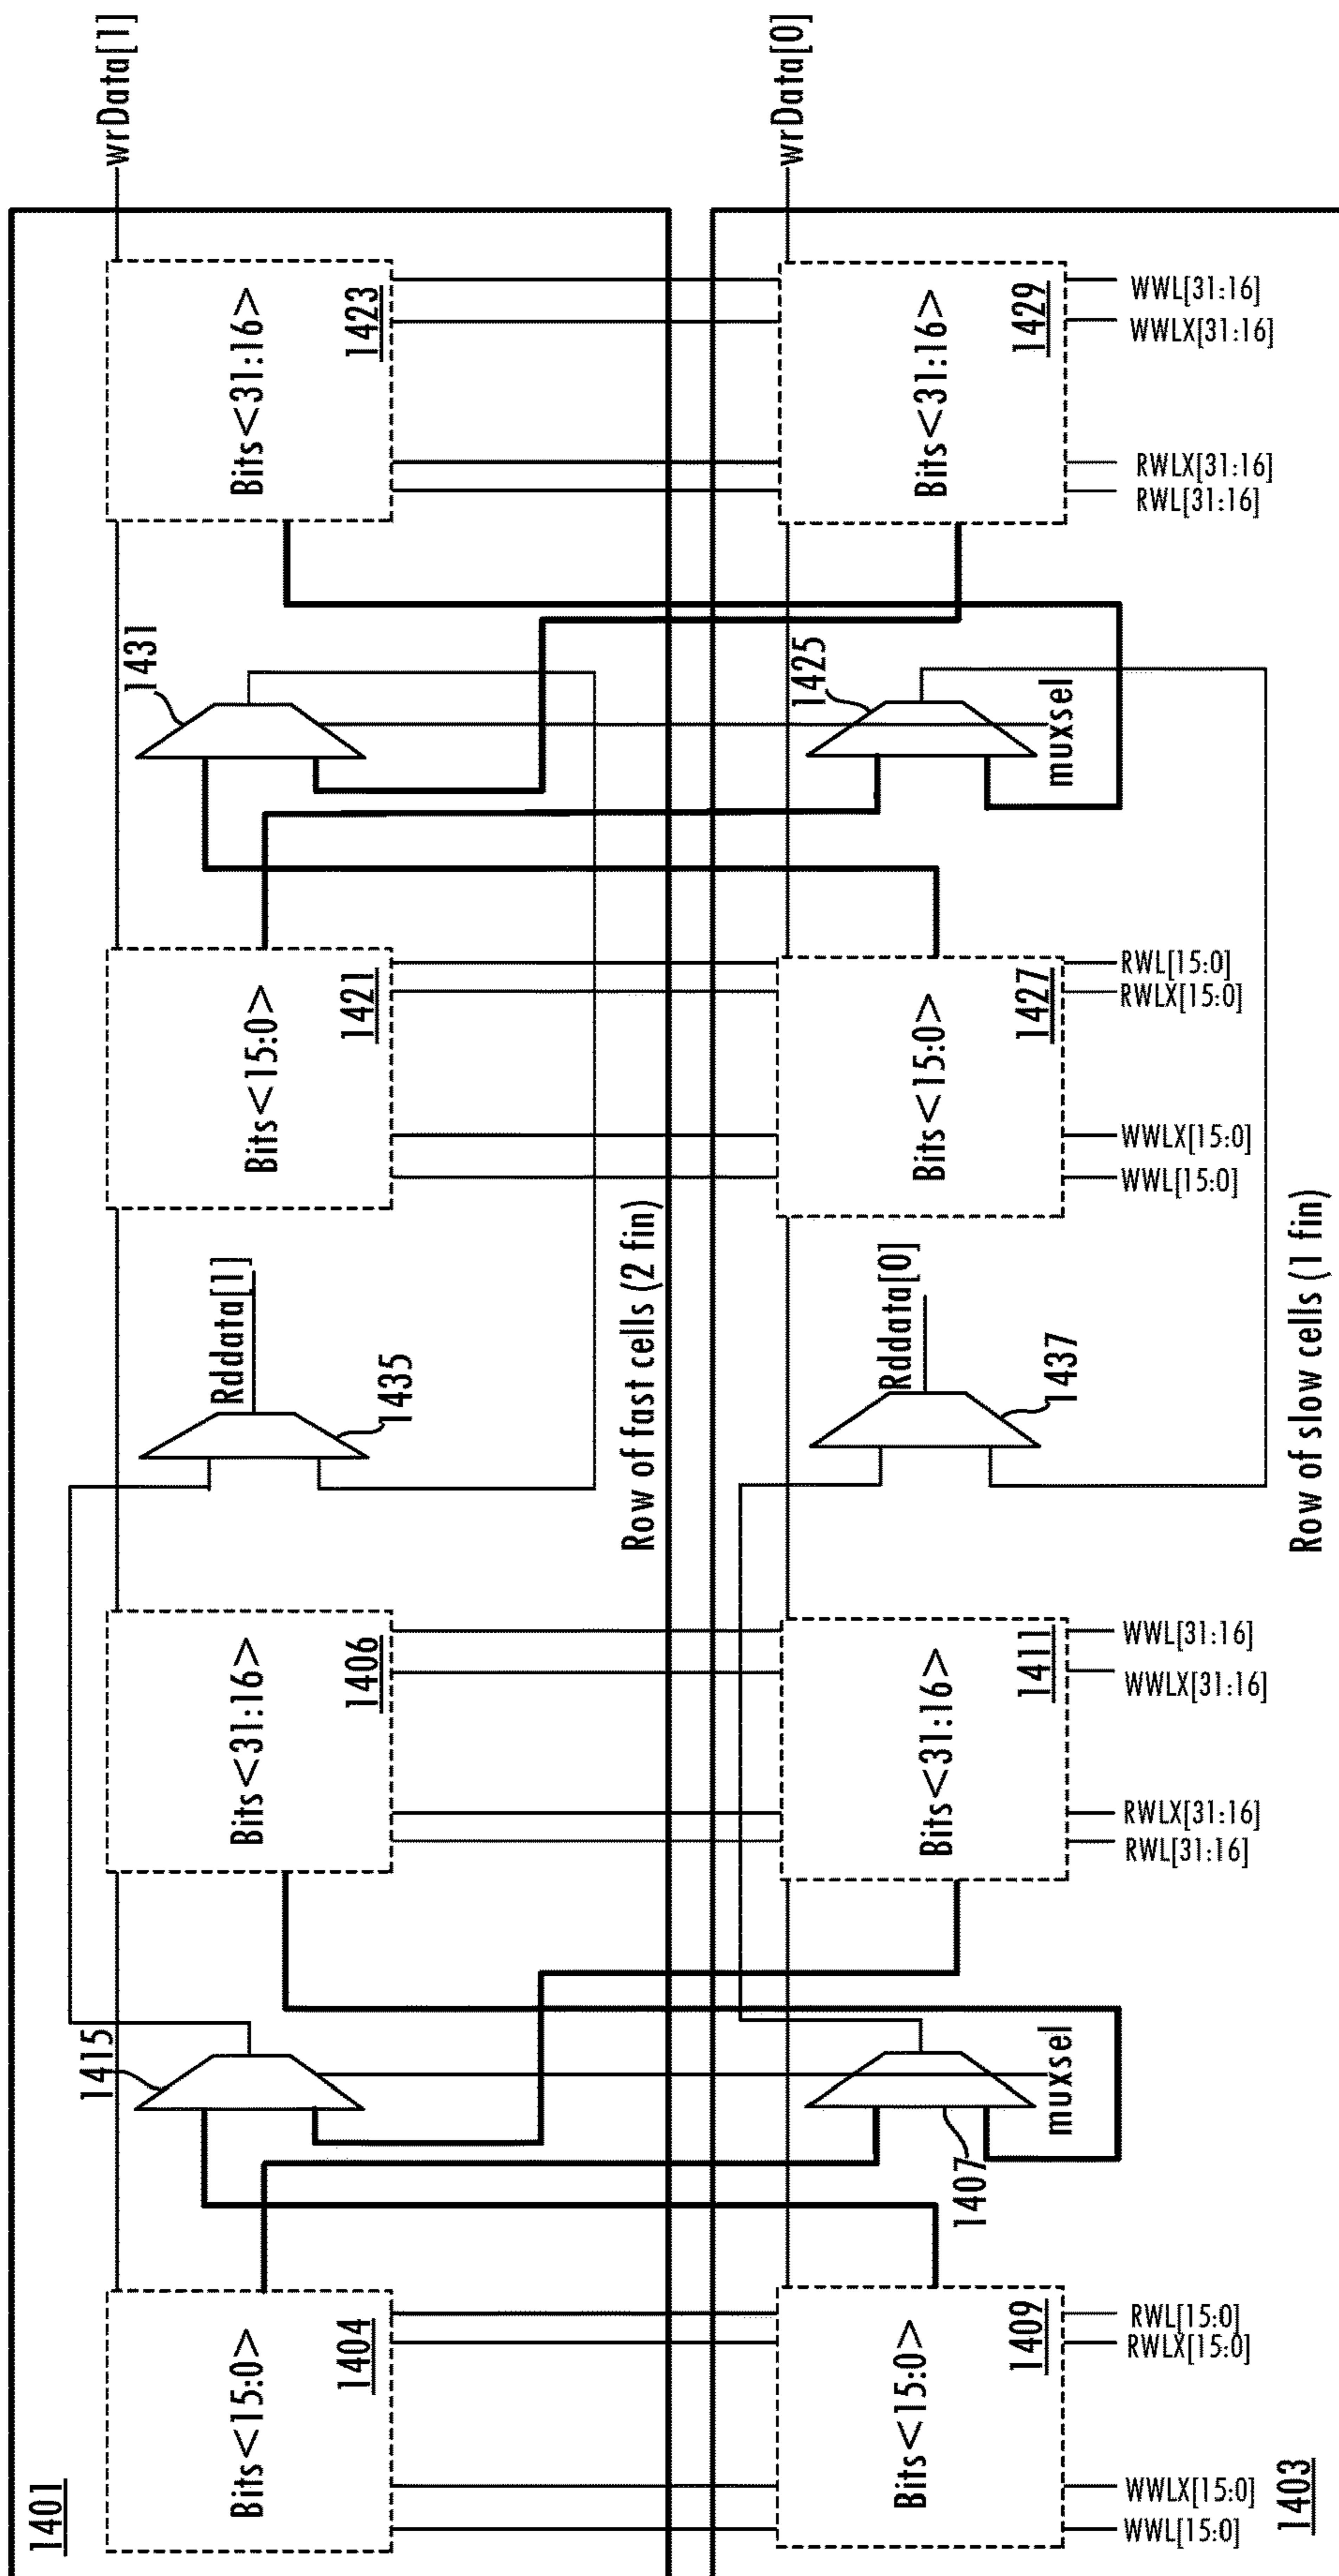 1401
Bits<15:0>
1404
1415
Bits<31:16>
1406
Rddata[1]
1435
Bits<15:0>
1421
1431
Bits<31:16>
1423
wrData[1]
Row of fast cells (2 fin)
Bits<15:0>
1409
1407
muxsel
Bits<31:16>
1411
Rddata[0]
1437
Bits<15:0>
1427
1425
muxsel
Bits<31:16>
1429
wrData[0]
WWL[15:0]
WWLX[15:0]
RWLX[15:0]
RWL[15:0]
RWL[31:16]
RWLX[31:16]
WWLX[31:16]
WWL[31:16]
WWL[15:0]
WWLX[15:0]
RWLX[15:0]
RWL[15:0]
RWL[31:16]
RWLX[31:16]
WWLX[31:16]
WWL[31:16]
1403
Row of slow cells (1 fin)